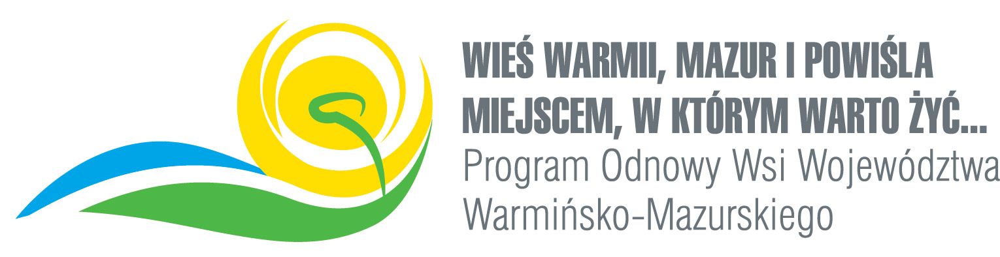 WIEŚ WARMII, MAZUR I POWIŚLA
MIEJSCEM, W KTÓRYM WARTO ŻYĆ...
Program Odnowy Wsi Województwa
Warmińsko-Mazurskiego